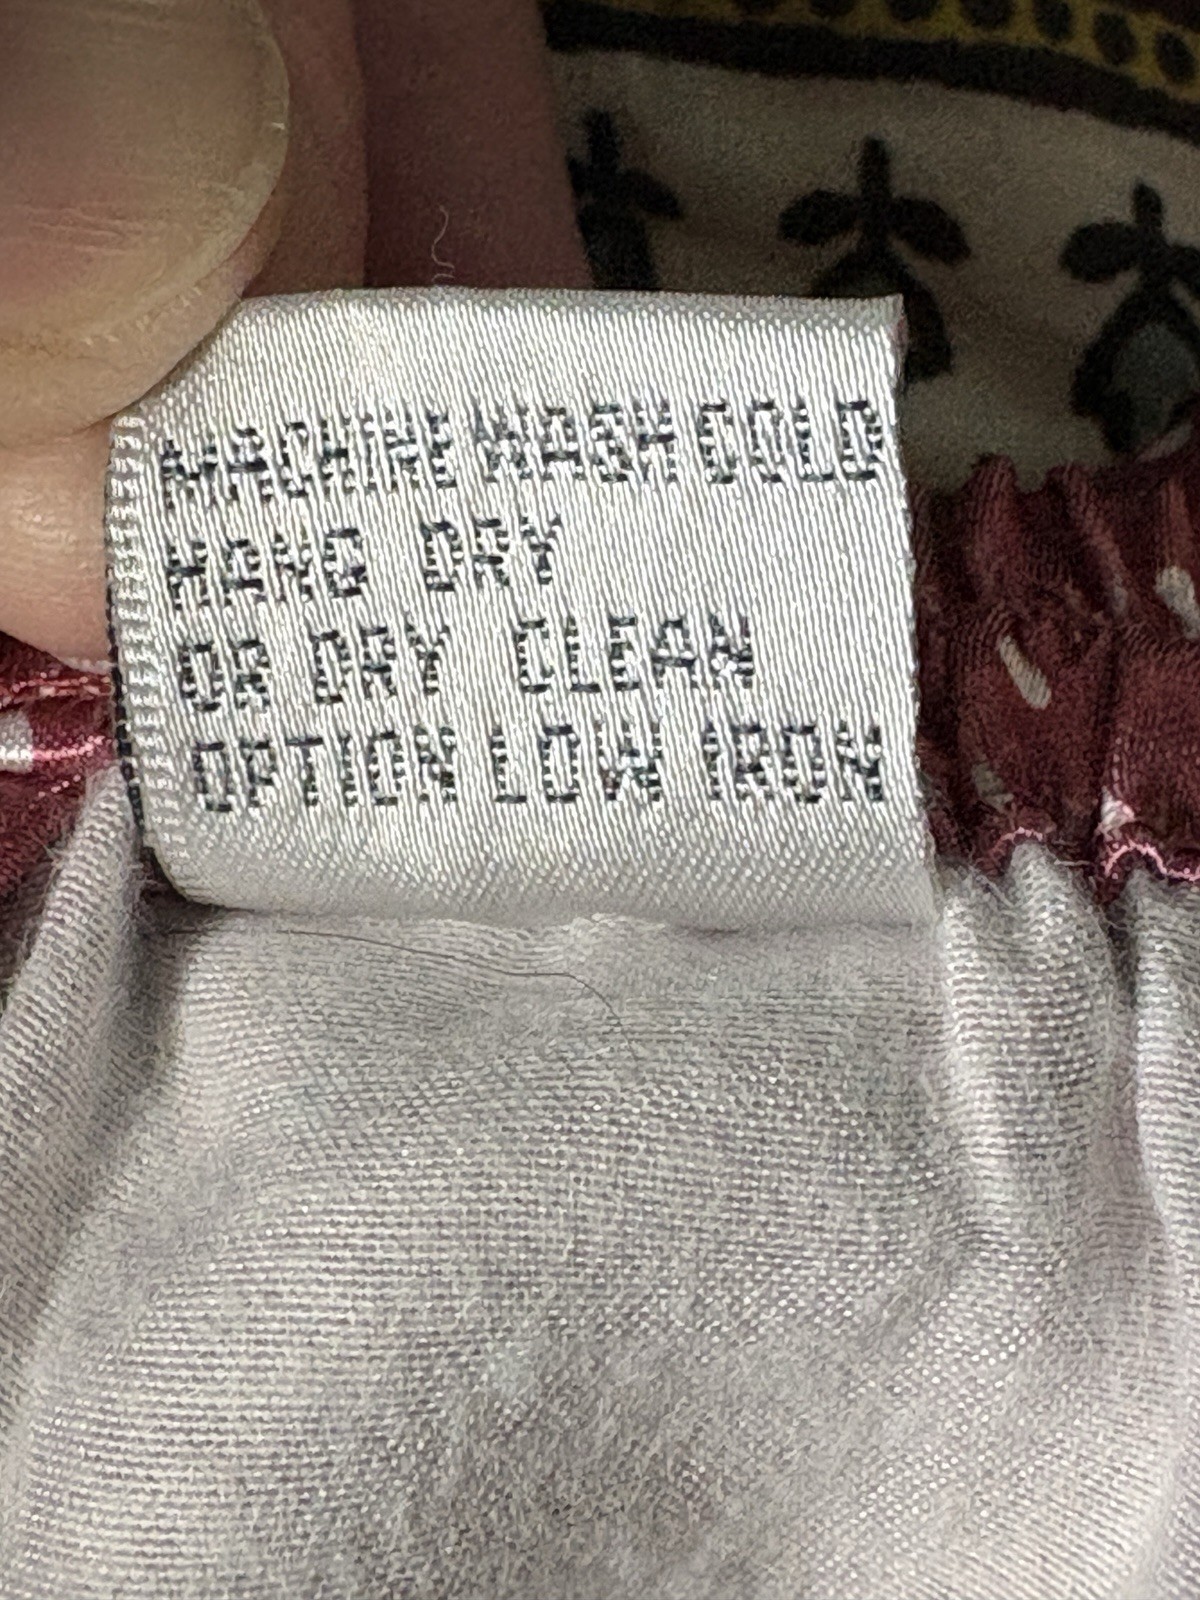 MACHINE WASH COLD
HANG DRY
OR DRY CLEAN
OPTION LOW IRON